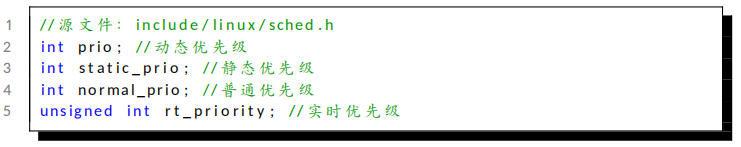 1 //源文件: include/linux/sched.h
2 int prio; //动态优先级
3 int static_prio; //静态优先级
4 int normal_prio; //普通优先级
5 unsigned int rt_priority; //实时优先级